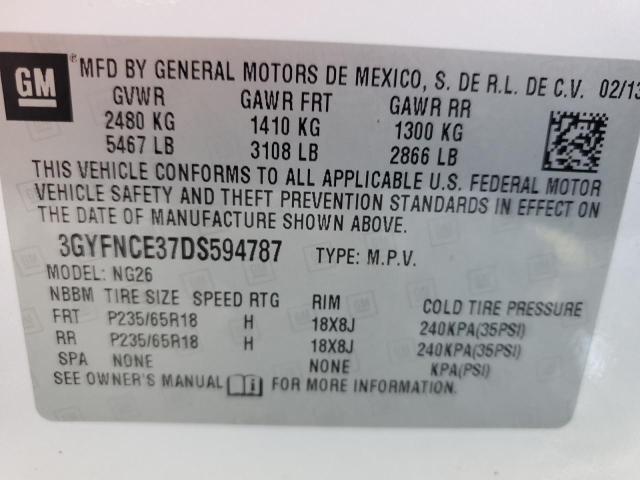 GM ® MFD BY GENERAL MOTORS DE MEXICO, S. DE R.L. DE C.V. 02/13
GVWR GAWR FRT GAWR RR
2480 KG 1410 KG 1300 KG
5467 LB 3108 LB 2866 LB
THIS VEHICLE CONFORMS TO ALL APPLICABLE U.S. FEDERAL MOTOR
VEHICLE SAFETY AND THEFT PREVENTION STANDARDS IN EFFECT ON
THE DATE OF MANUFACTURE SHOWN ABOVE.
3GYFNCE37DS594787 TYPE: M.P.V.
MODEL: NG26
NBBM TIRE SIZE SPEED RTG RIM COLD TIRE PRESSURE
FRT P235/65R18 H 18X8J 240KPA(35PSI)
RR P235/65R18 H 18X8J 240KPA(35PSI)
SPA NONE NONE KPA(PSI)
SEE OWNER'S MANUAL FOR MORE INFORMATION.